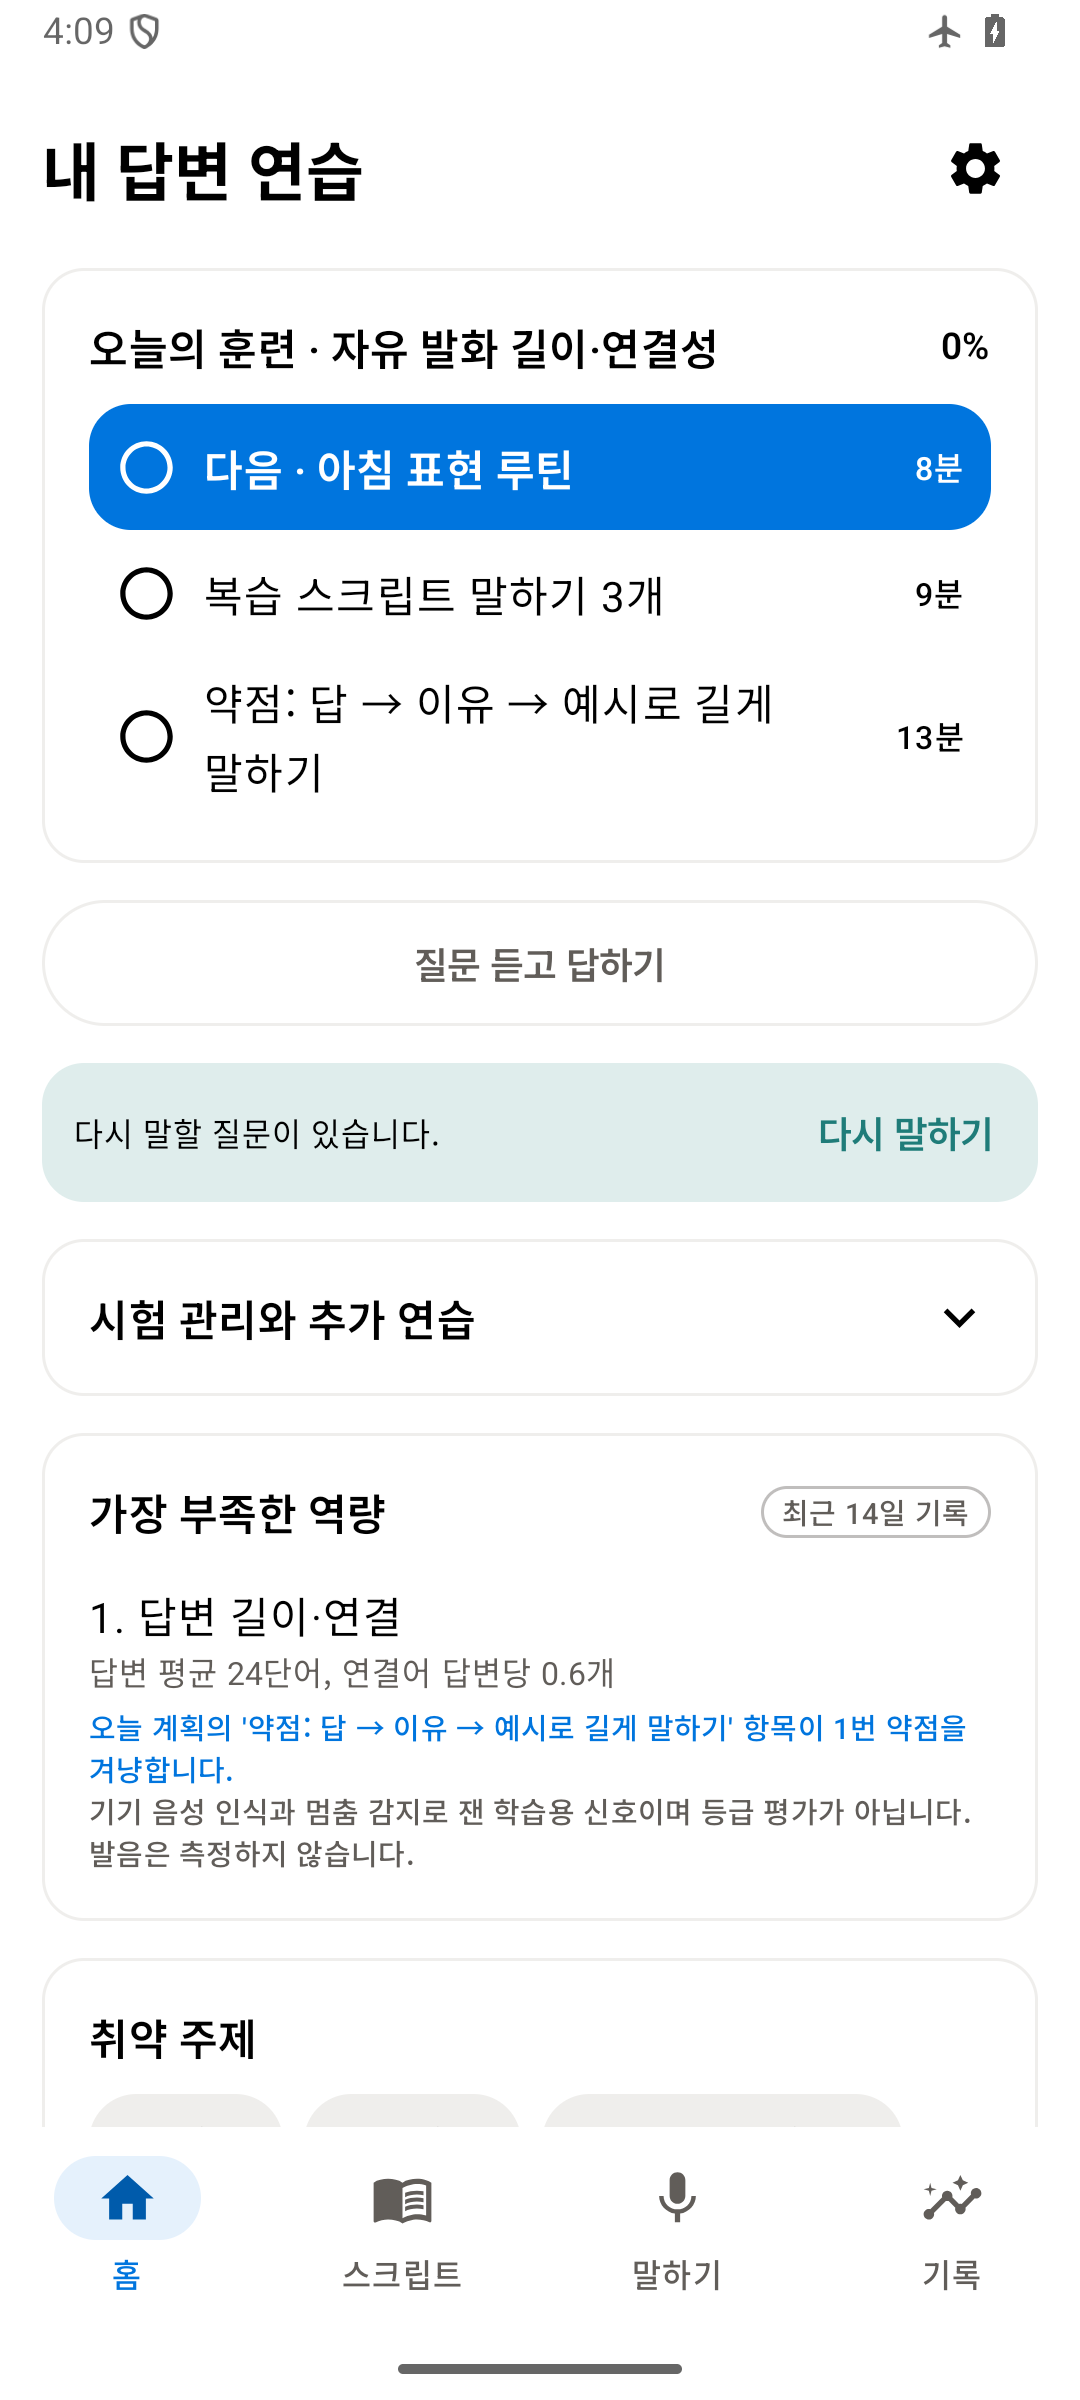 4:09
내 답변 연습
오늘의 훈련 · 자유 발화 길이·연결성
0%
다음 · 아침 표현 루틴
8분
복습 스크립트 말하기 3개
9분
약점: 답 → 이유 → 예시로 길게
말하기
13분
질문 듣고 답하기
다시 말할 질문이 있습니다.
다시 말하기
시험 관리와 추가 연습
가장 부족한 역량
최근 14일 기록
1. 답변 길이·연결
답변 평균 24단어, 연결어 답변당 0.6개
오늘 계획의 '약점: 답 → 이유 → 예시로 길게 말하기' 항목이 1번 약점을
겨냥합니다.
기기 음성 인식과 멈춤 감지로 잰 학습용 신호이며 등급 평가가 아닙니다.
발음은 측정하지 않습니다.
취약 주제
홈
스크립트
말하기
기록